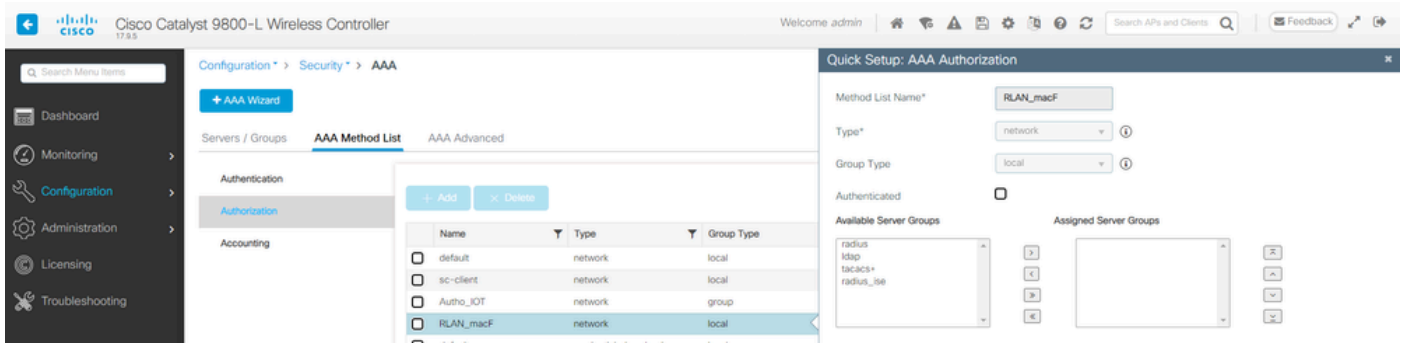 cisco
Cisco Catalyst 9800-L Wireless Controller
17.9.5
Welcome admin
Search APs and Clients
Feedback
Search Menu Items
Dashboard
Monitoring
Configuration
Administration
Licensing
Troubleshooting
Configuration > Security > AAA
+ AAA Wizard
Servers / Groups AAA Method List AAA Advanced
Authentication
Authorization
Accounting
+ Add × Delete
Name Type Group Type
default network local
sc-client network local
Autho_IOT network group
RLAN_macF network local
Quick Setup: AAA Authorization
Method List Name* RLAN_macF
Type* network
Group Type local
Authenticated
Available Server Groups Assigned Server Groups
radius
ldap
tacacs+
radius_ise